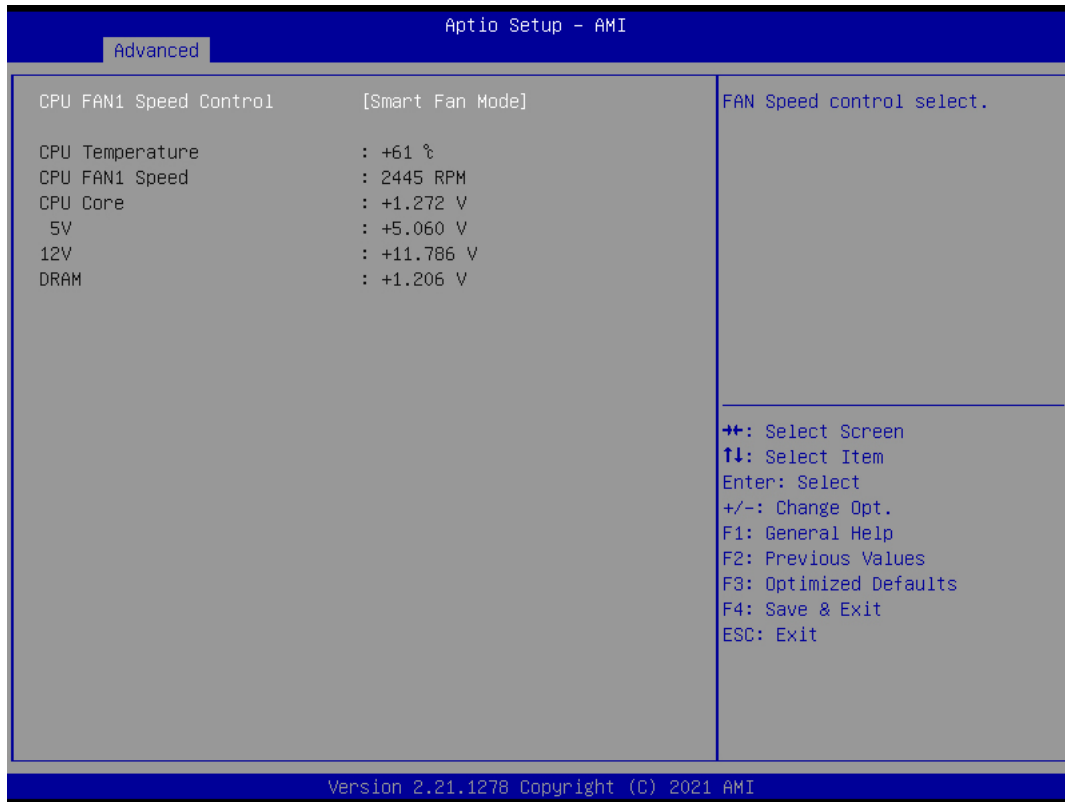 Aptio Setup – AMI
Advanced
CPU FAN1 Speed Control [Smart Fan Mode]
CPU Temperature : +61 ℃
CPU FAN1 Speed : 2445 RPM
CPU Core : +1.272 V
5V : +5.060 V
12V : +11.786 V
DRAM : +1.206 V
FAN Speed control select.
→←: Select Screen
↑↓: Select Item
Enter: Select
+/-: Change Opt.
F1: General Help
F2: Previous Values
F3: Optimized Defaults
F4: Save & Exit
ESC: Exit
Version 2.21.1278 Copyright (C) 2021 AMI